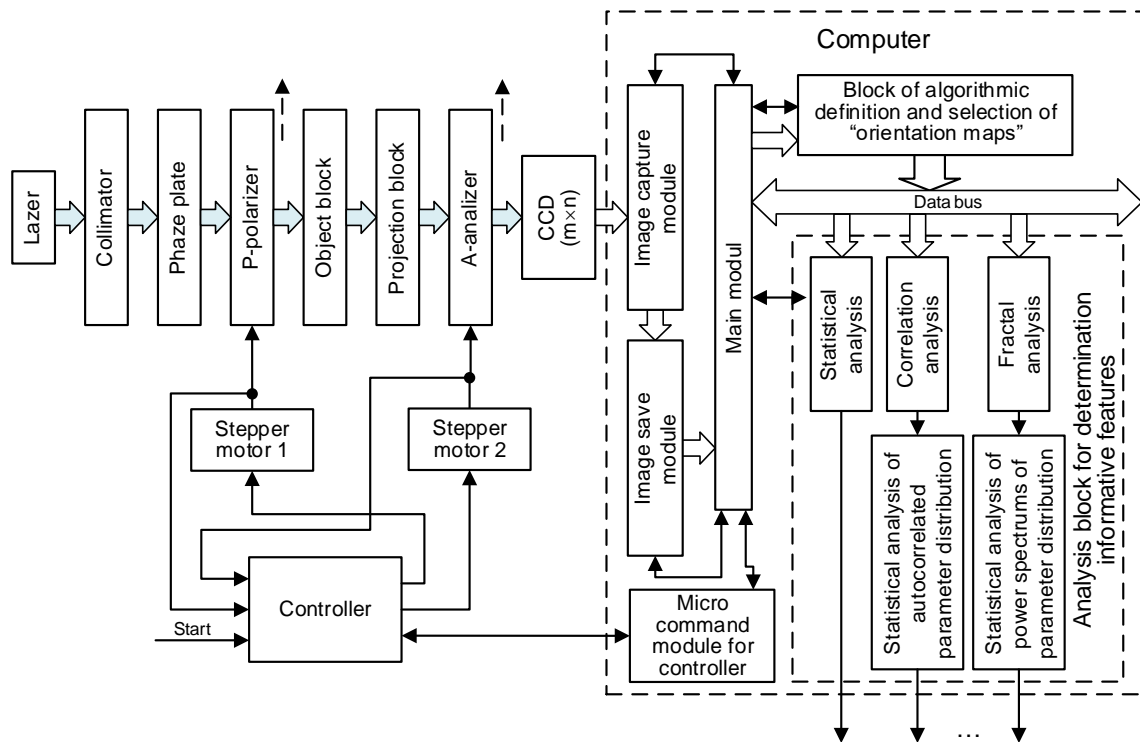 Computer
Lazer
Collimator
Phaze plate
P-polarizer
Object block
Projection block
A-analizer
CCD
(m×n)
Image capture
module
Main modul
Block of algorithmic
definition and selection of
“orientation maps”
Data bus
Image save
module
Statistical
analysis
Correlation
analysis
Fractal
analysis
Statistical analysis of
autocorrelated
parameter distribution
Statistical analysis of
power spectrums of
parameter distribution
Analysis block for determination
informative features
Stepper
motor 1
Stepper
motor 2
Controller
Start
Micro
command
module for
controller
...